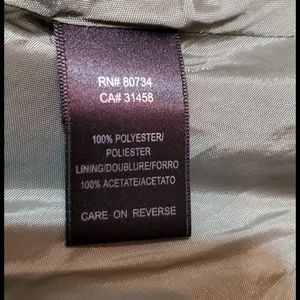 RN# 80734
CA# 31458
100% POLYESTER/
POLIESTER
LINING/DOUBLURE/FORRO
100% ACETATE/ACETATO
CARE ON REVERSE